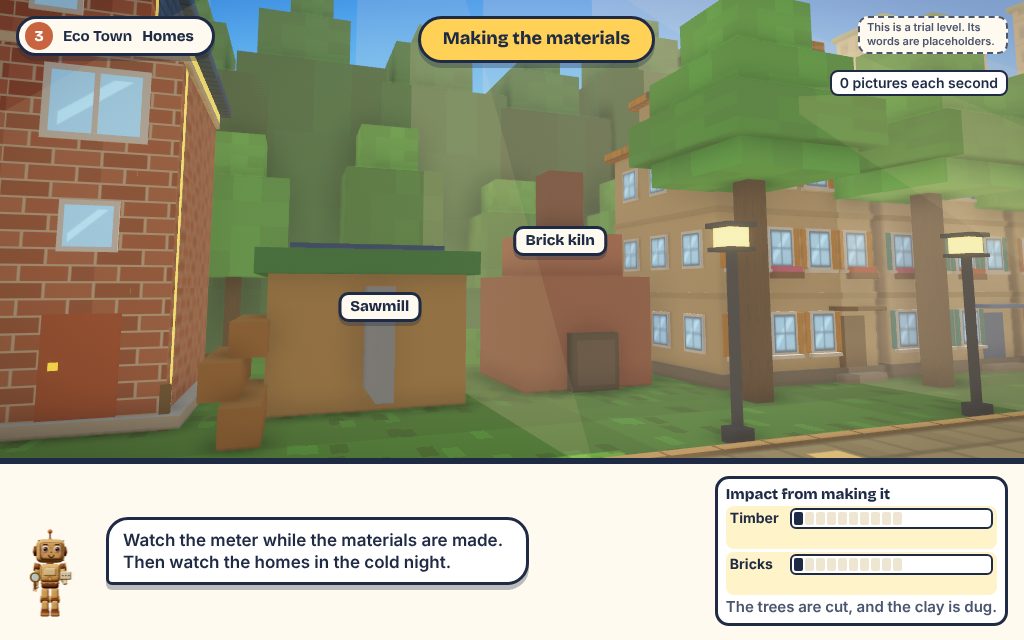 3 Eco Town Homes
Making the materials
This is a trial level. Its
words are placeholders.
0 pictures each second
Brick kiln
Sawmill
Watch the meter while the materials are made.
Then watch the homes in the cold night.
Impact from making it
Timber
Bricks
The trees are cut, and the clay is dug.